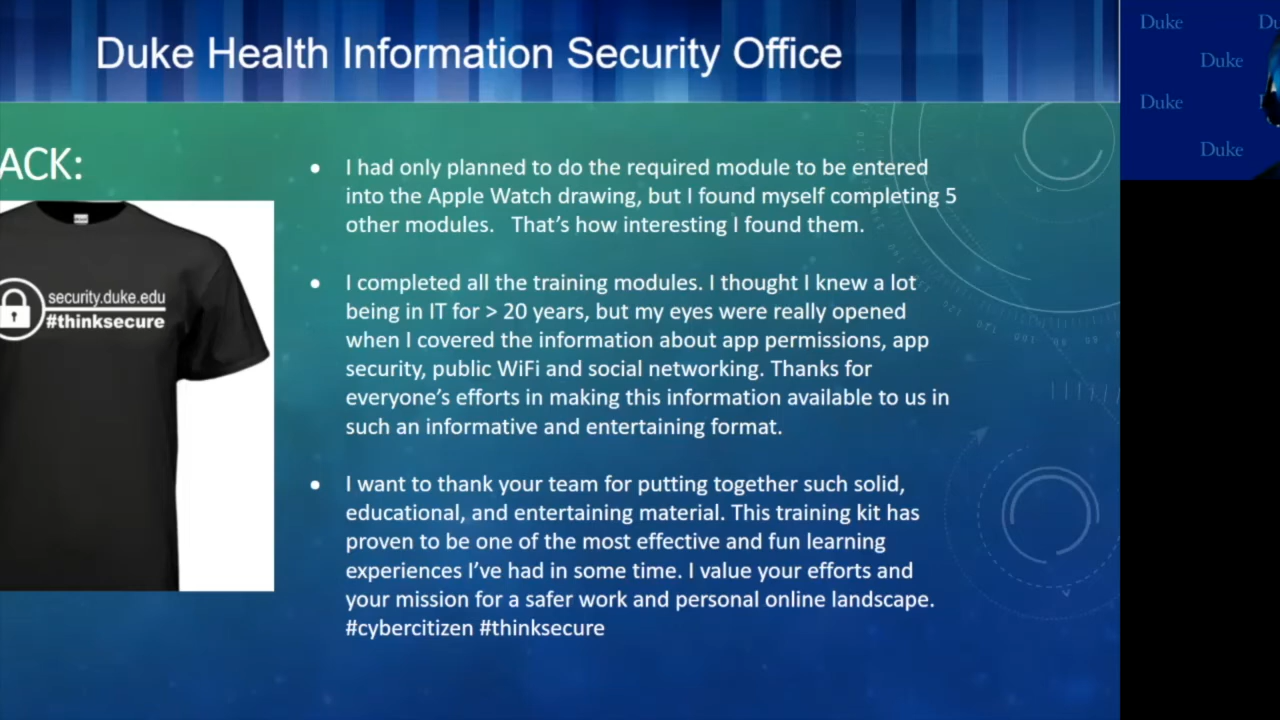 Duke Health Information Security Office
ACK:
security.duke.edu
#thinksecure
• I had only planned to do the required module to be entered
into the Apple Watch drawing, but I found myself completing 5
other modules. That's how interesting I found them.
• I completed all the training modules. I thought I knew a lot
being in IT for > 20 years, but my eyes were really opened
when I covered the information about app permissions, app
security, public WiFi and social networking. Thanks for
everyone's efforts in making this information available to us in
such an informative and entertaining format.
• I want to thank your team for putting together such solid,
educational, and entertaining material. This training kit has
proven to be one of the most effective and fun learning
experiences I've had in some time. I value your efforts and
your mission for a safer work and personal online landscape.
#cybercitizen #thinksecure
Duke Du
Duke
Duke
Duke